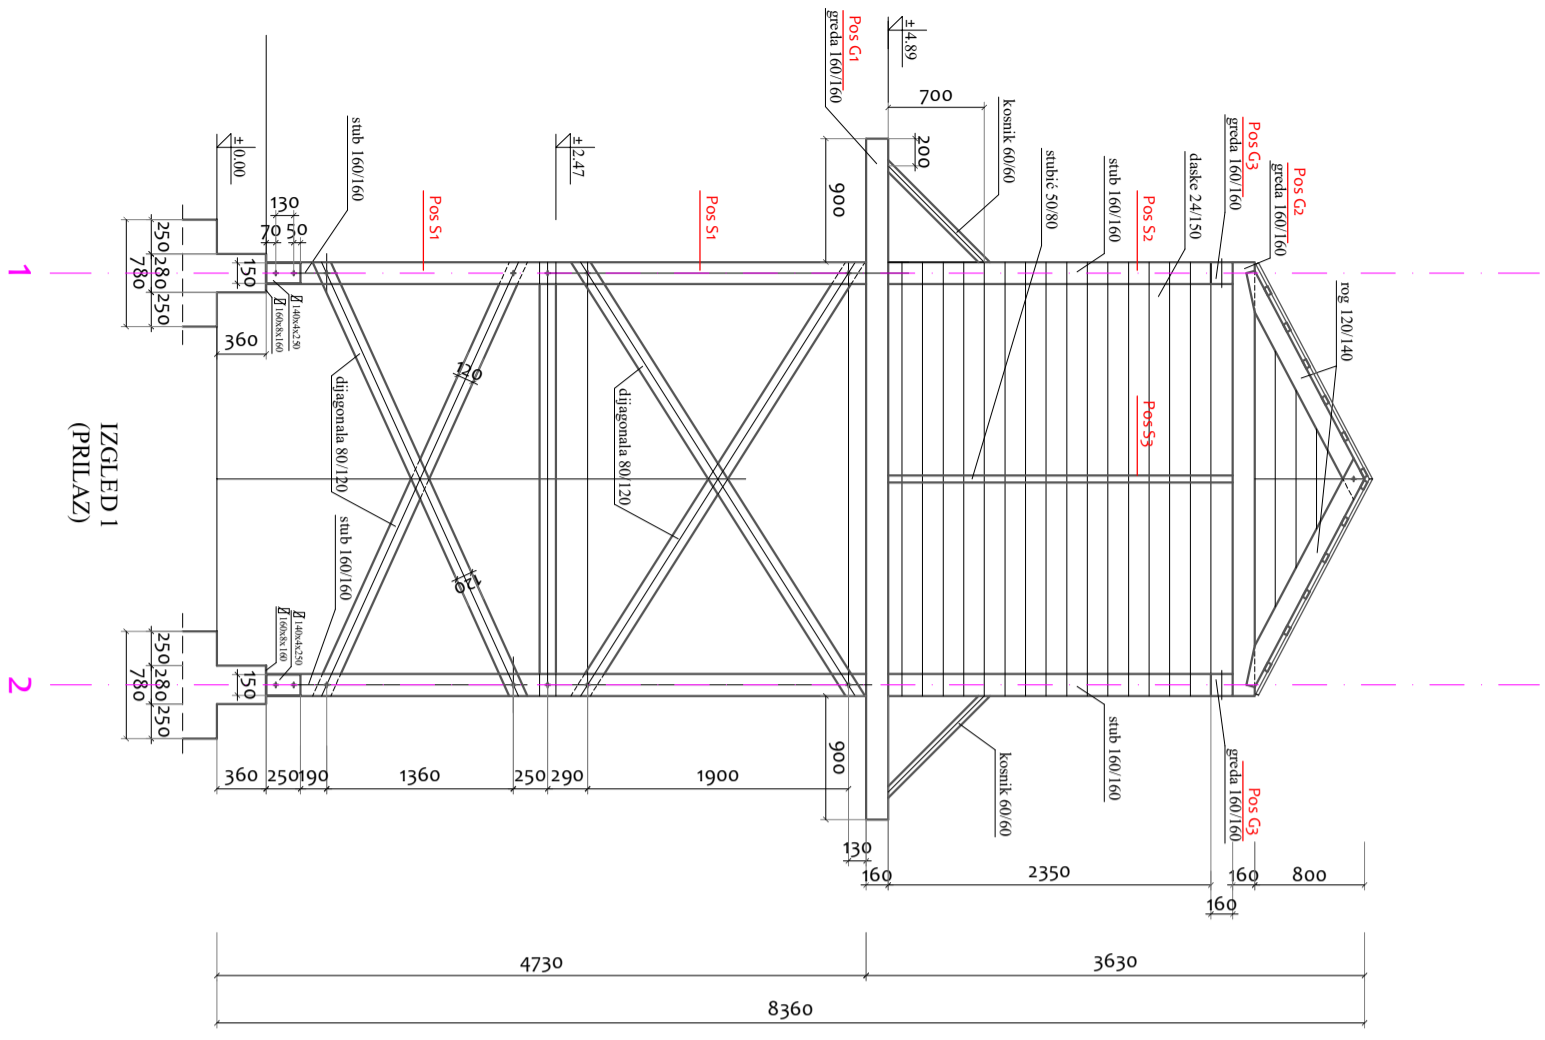 ± 4.89
Pos G1
greda 160/160
700
200
kosnik 60/60
stubić 50/80
stub 160/160
Pos S2
daske 24/150
Pos G3
greda 160/160
Pos G2
greda 160/160
rog 120/140
± 0.00
± 2.47
stub 160/160
Pos S1
Pos S1
900
130
70
50
250
280
250
780
150
140x4x250
160x8x160
360
1
dijagonala 80/120
120
dijagonala 80/120
120
Pos S3
IZGLED 1
(PRILAZ)
stub 160/160
140x4x250
160x8x160
250
280
250
780
150
2
360
250
190
1360
250
290
1900
900
kosnik 60/60
stub 160/160
Pos G3
greda 160/160
130
160
2350
160
160
800
4730
3630
8360